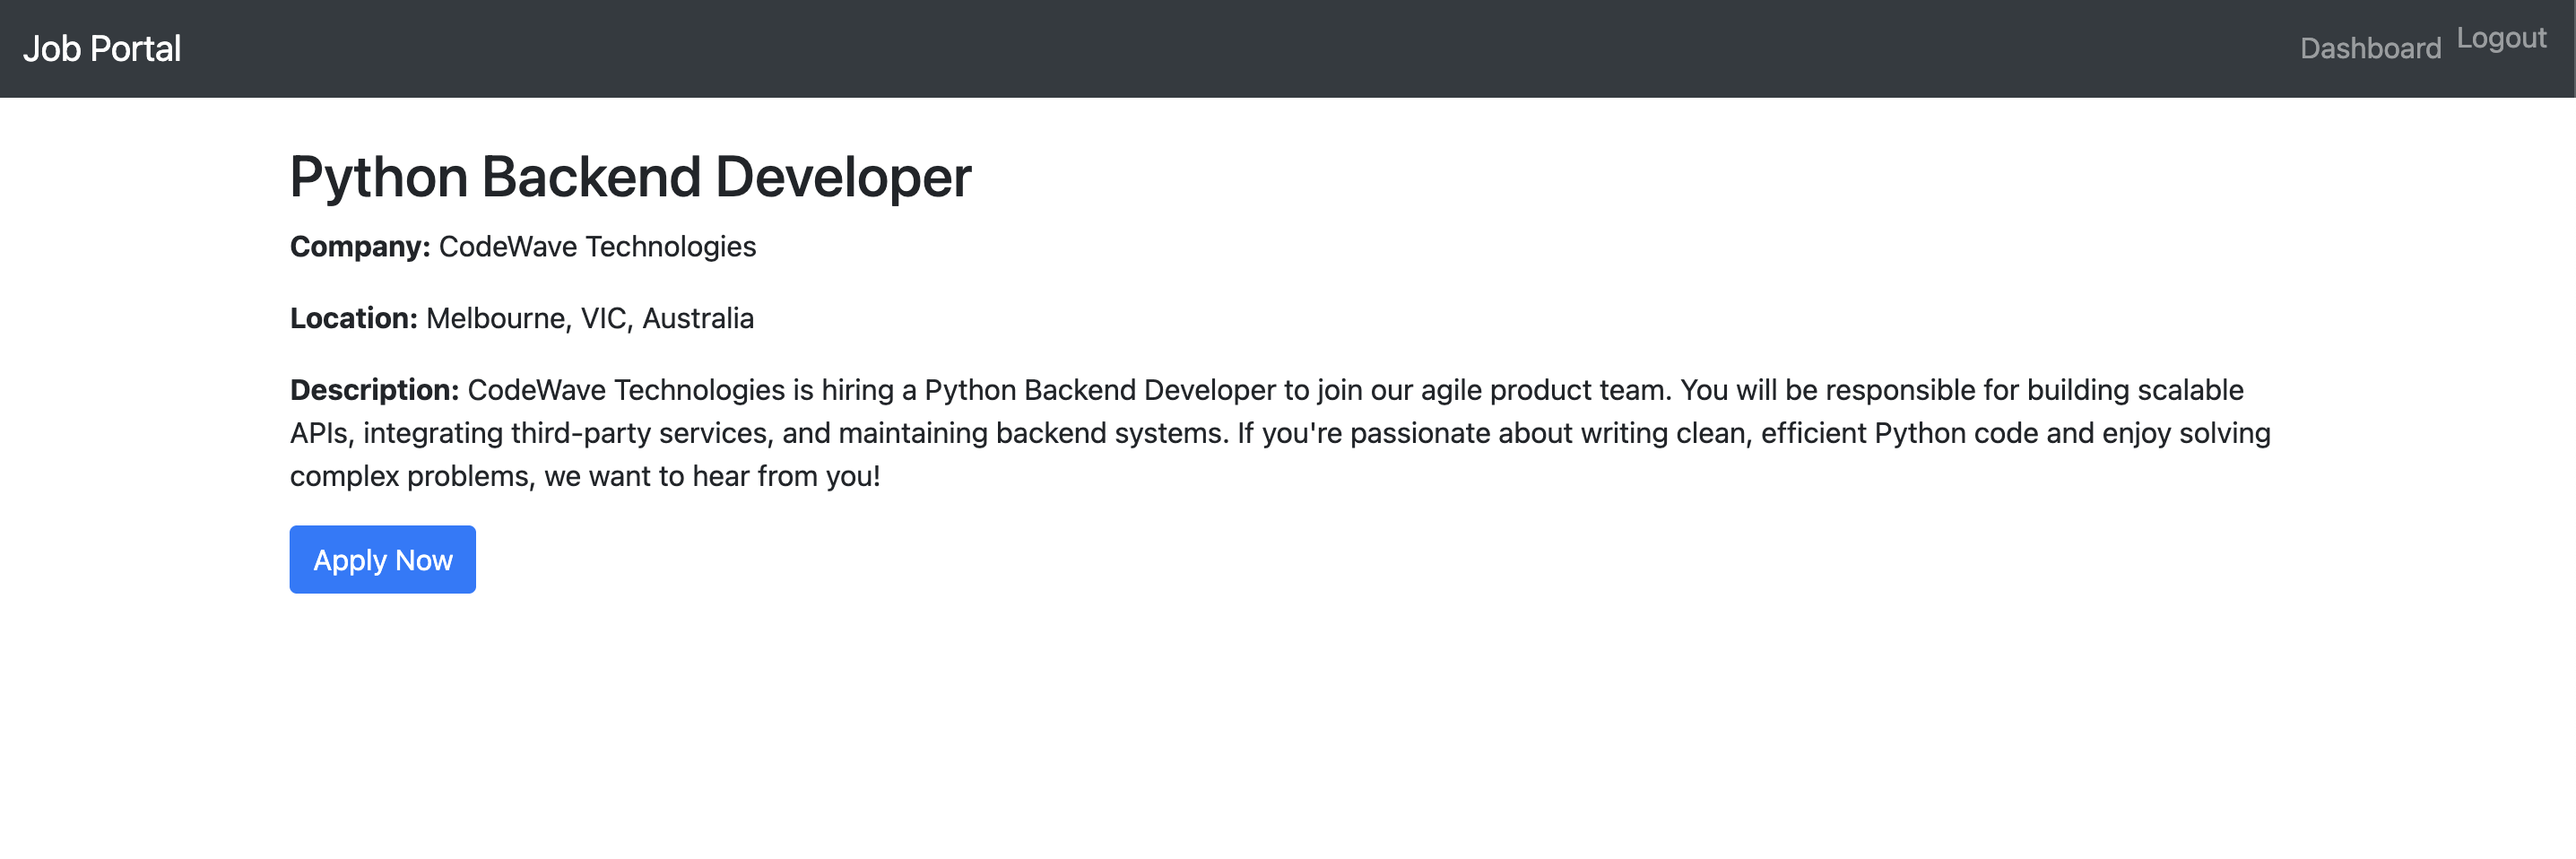 Job Portal
Dashboard Logout
Python Backend Developer
Company: CodeWave Technologies
Location: Melbourne, VIC, Australia
Description: CodeWave Technologies is hiring a Python Backend Developer to join our agile product team. You will be responsible for building scalable
APIs, integrating third-party services, and maintaining backend systems. If you're passionate about writing clean, efficient Python code and enjoy solving
complex problems, we want to hear from you!
Apply Now